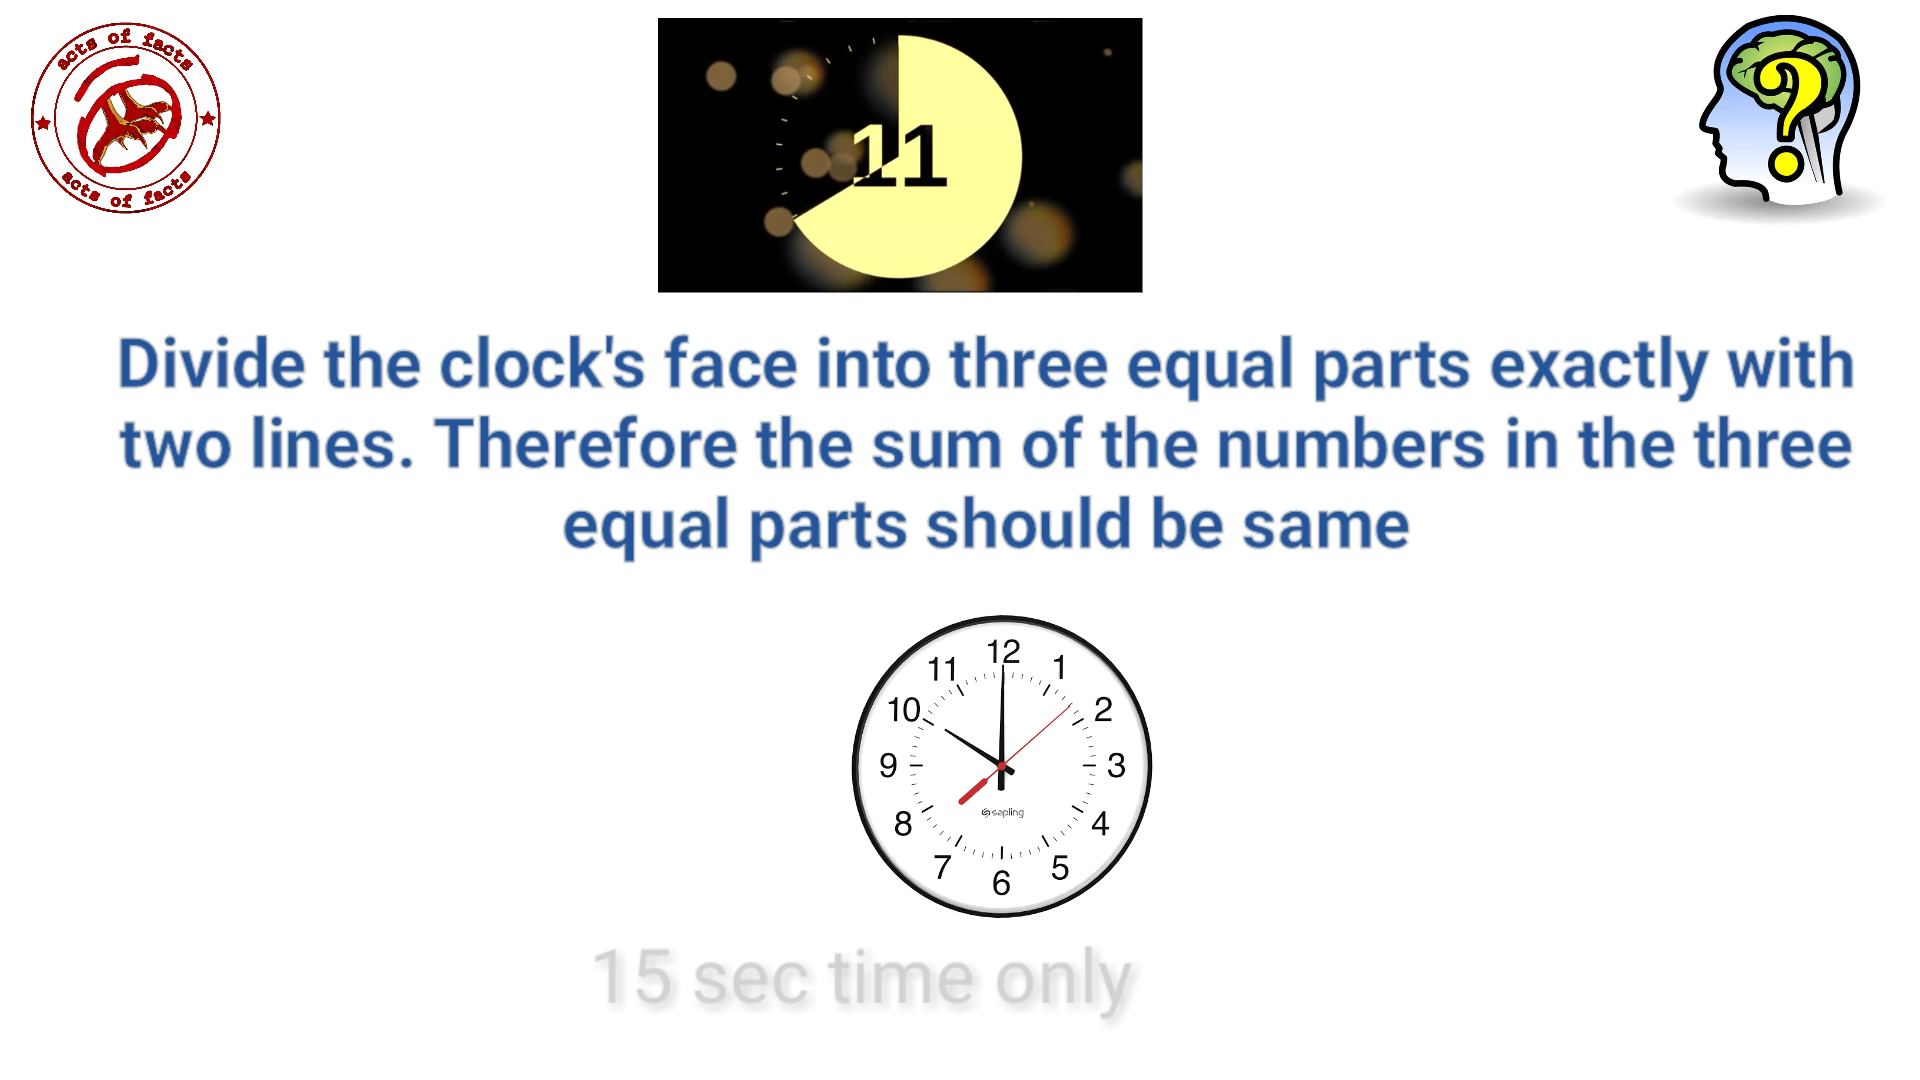 acts of facts
acts of facts
11
?
Divide the clock's face into three equal parts exactly with
two lines. Therefore the sum of the numbers in the three
equal parts should be same
12
11 1
10 2
9 3
8 4
sapling
7 5
6
15 sec time only